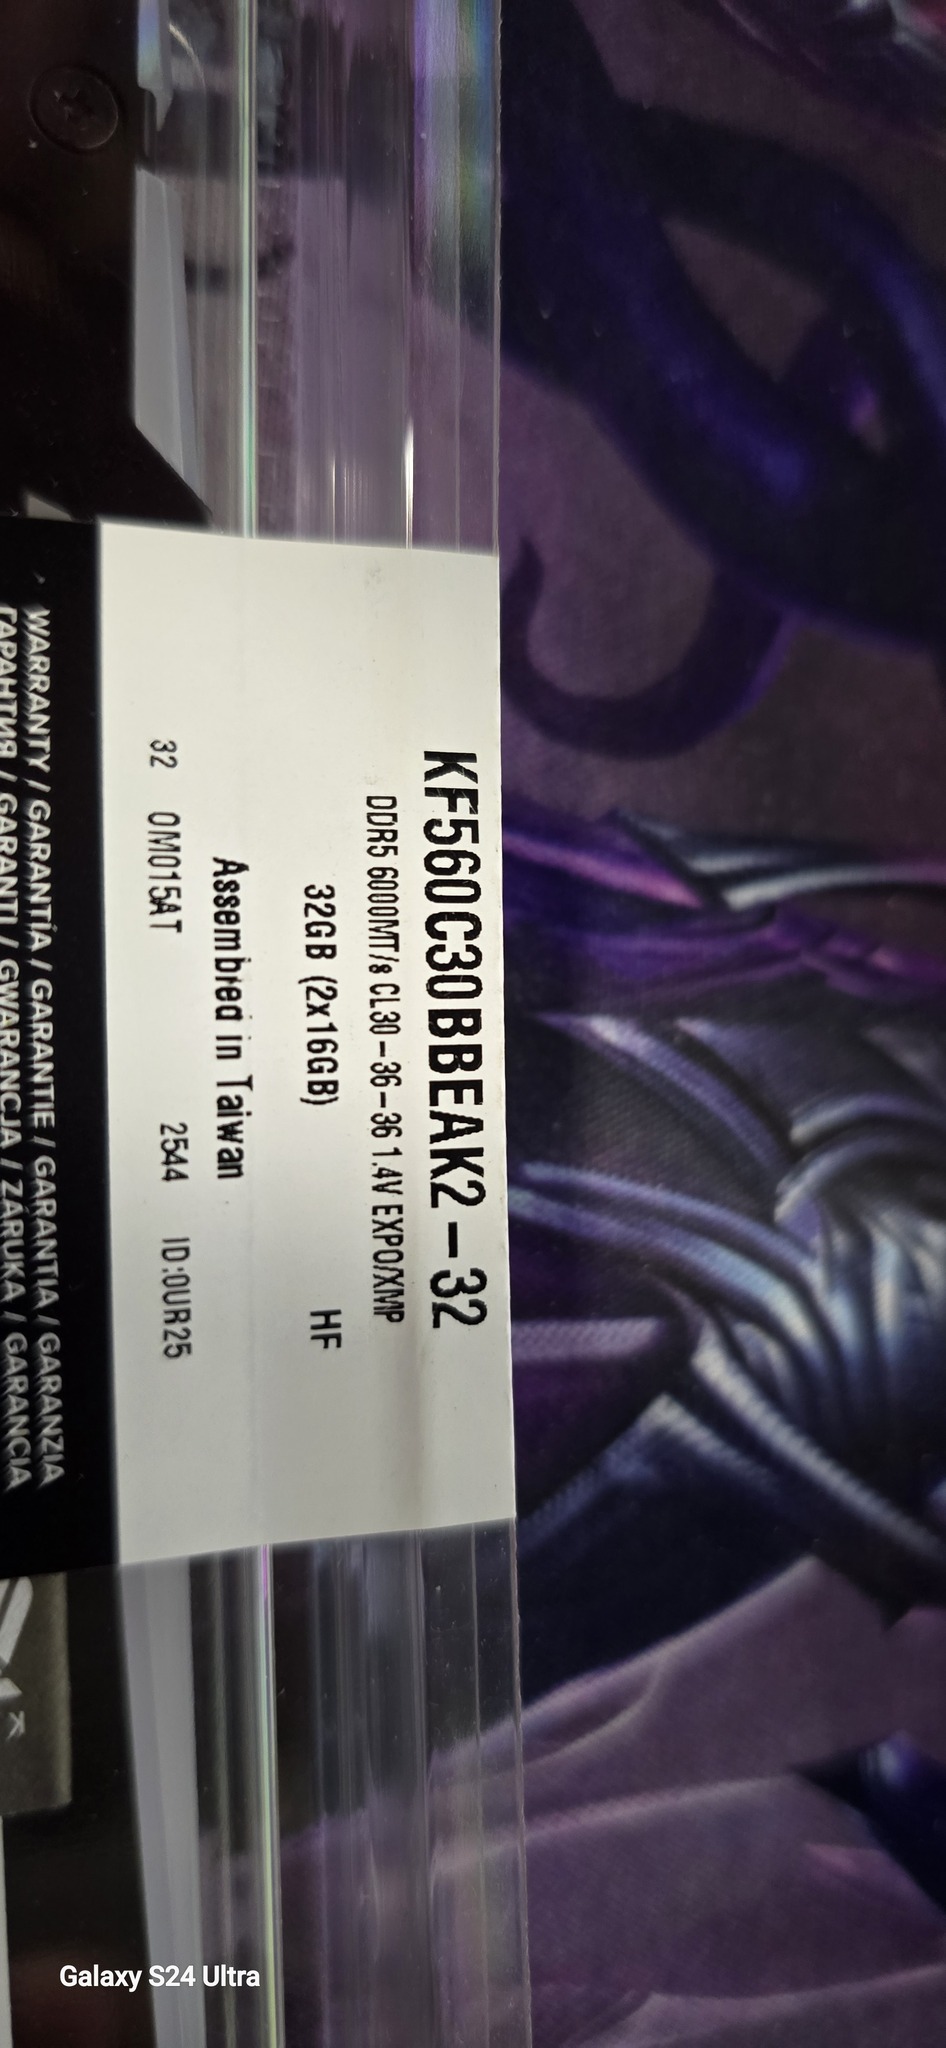 KF560C30BBEAK2-32
DDR5 6000MT/s CL30-36-36 1.4V EXPO/XMP
32GB (2x16GB) HF
Assembled in Taiwan
32 0M015AT 2544 ID:0UR25
WARRANTY / GARANTÍA / GARANTIE / GARANTIA / GARANZIA
ГАРАНТИЯ / GARANTI / GWARANCJA / ZÁRUKA / GARANCIA
Galaxy S24 Ultra